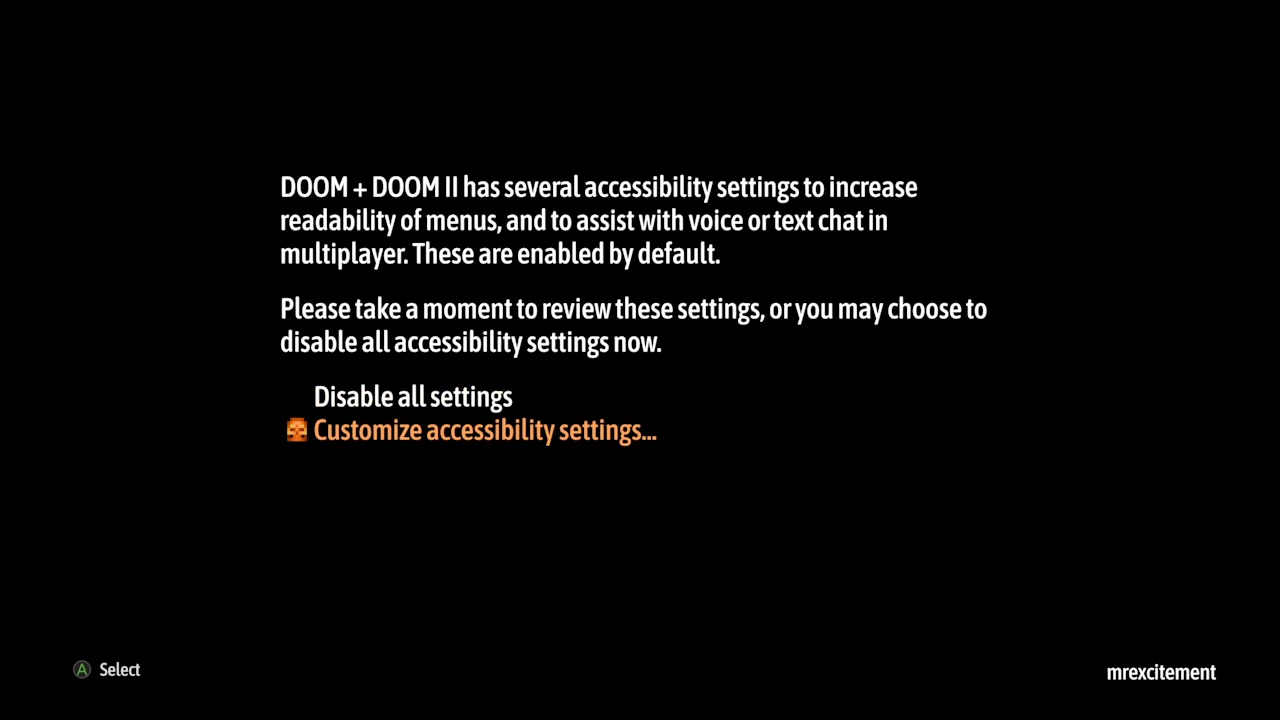 DOOM + DOOM II has several accessibility settings to increase
readability of menus, and to assist with voice or text chat in
multiplayer. These are enabled by default.
Please take a moment to review these settings, or you may choose to
disable all accessibility settings now.
Disable all settings
Customize accessibility settings...
A Select
mrexcitement